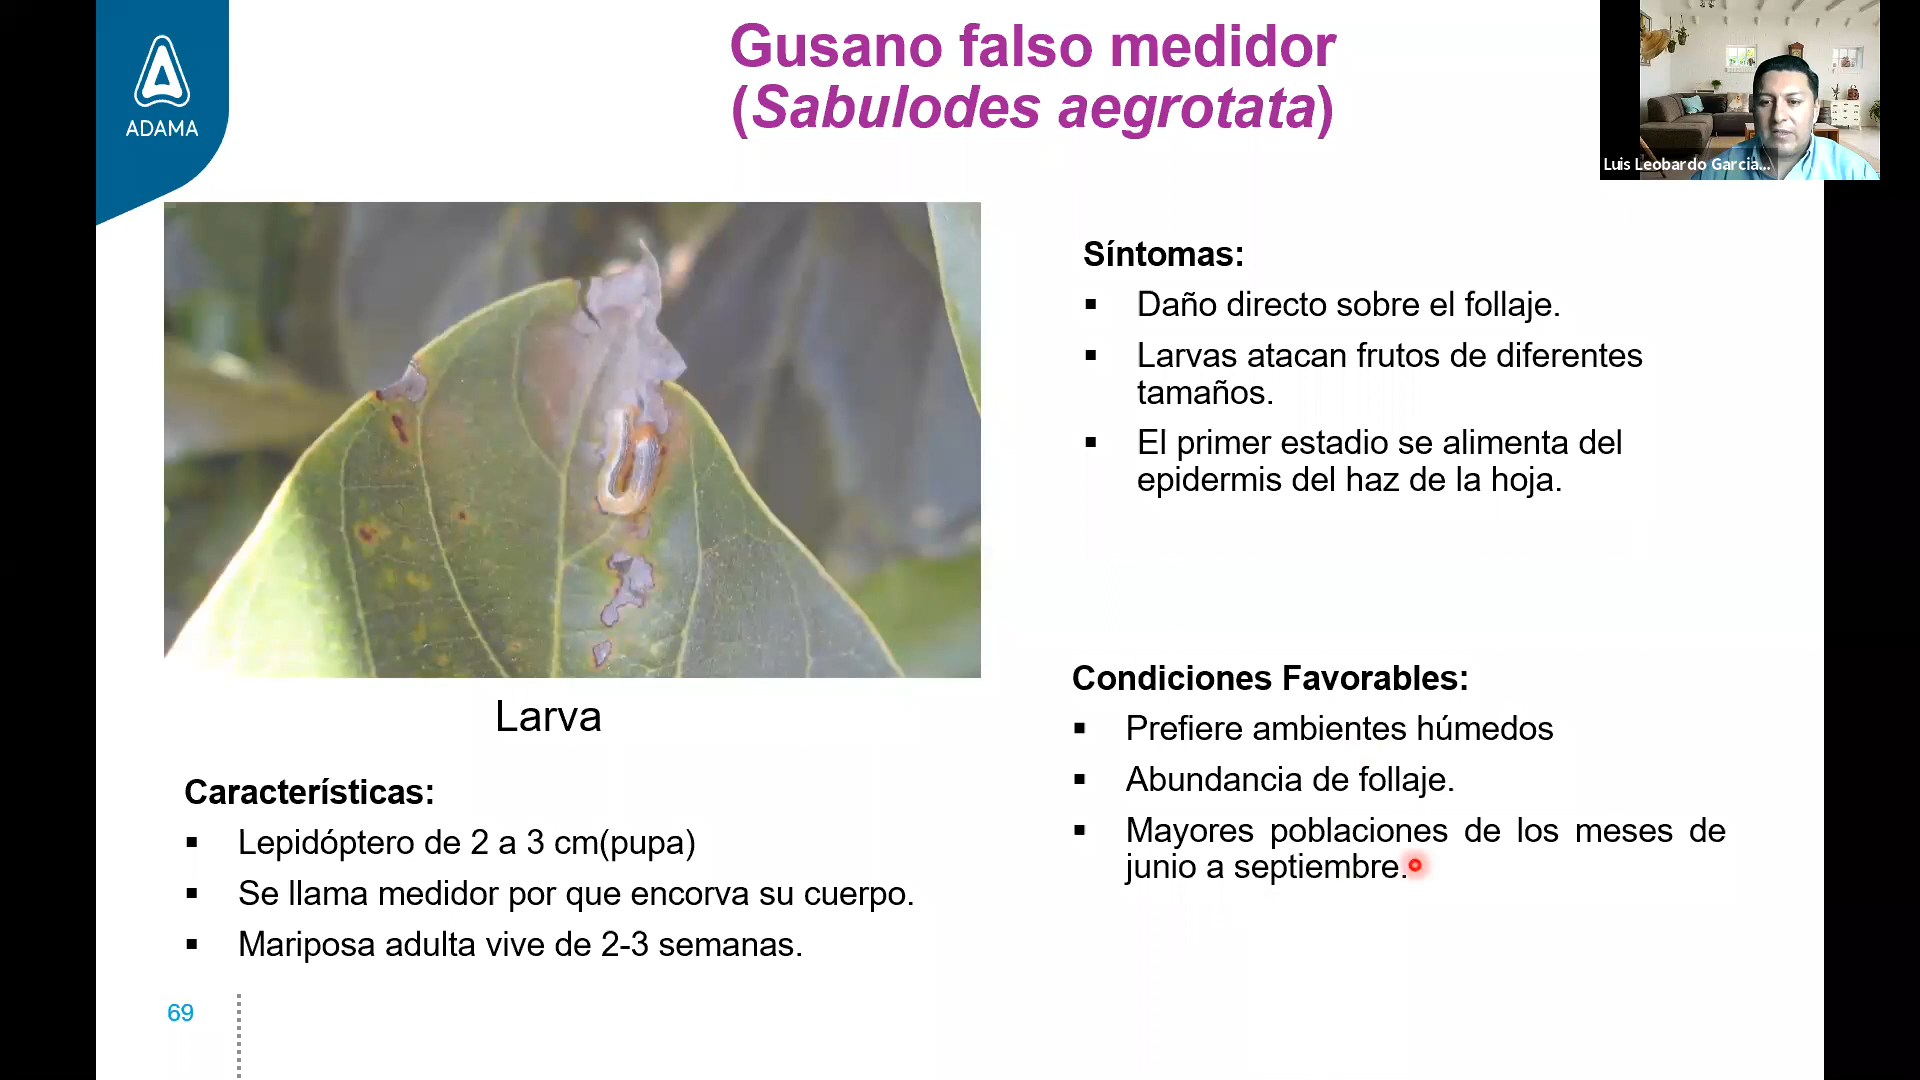 ADAMA
Gusano falso medidor
(Sabulodes aegrotata)
Luis Leobardo Garcia...
Síntomas:
▪ Daño directo sobre el follaje.
▪ Larvas atacan frutos de diferentes
tamaños.
▪ El primer estadio se alimenta del
epidermis del haz de la hoja.
Larva
Características:
▪ Lepidóptero de 2 a 3 cm(pupa)
▪ Se llama medidor por que encorva su cuerpo.
▪ Mariposa adulta vive de 2-3 semanas.
Condiciones Favorables:
▪ Prefiere ambientes húmedos
▪ Abundancia de follaje.
▪ Mayores poblaciones de los meses de
junio a septiembre.
69